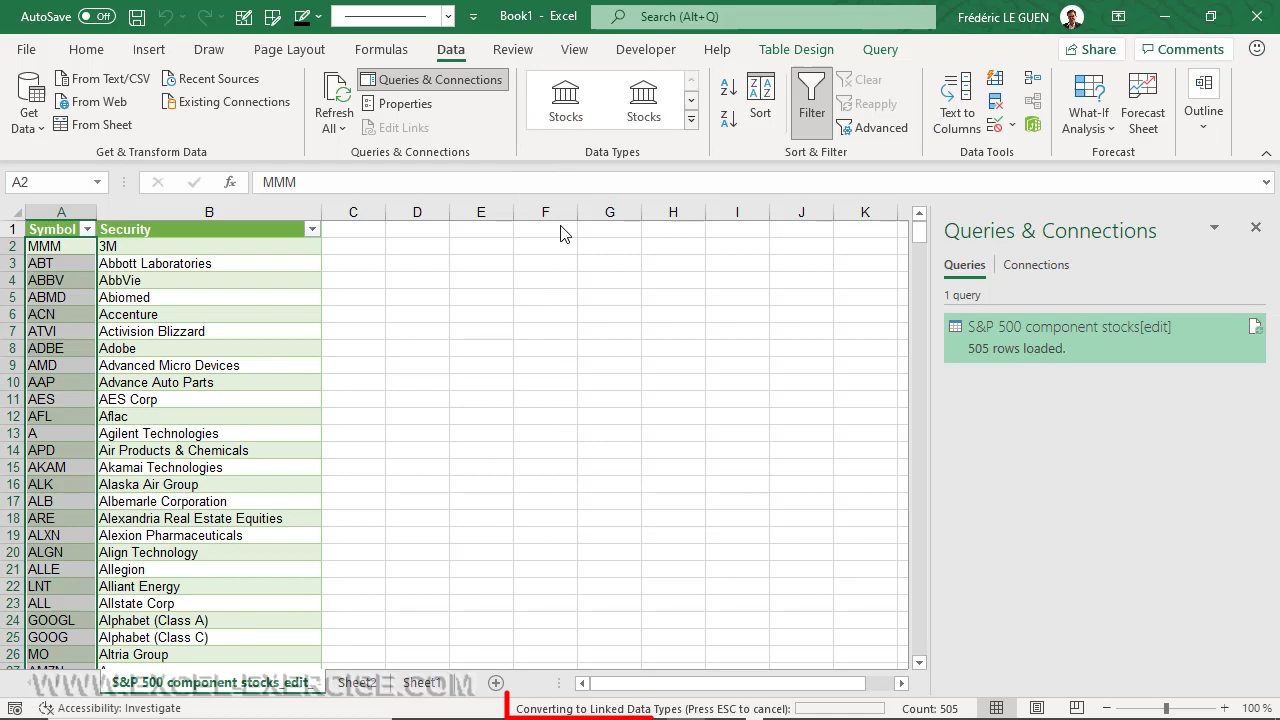 AutoSave Off Book1 - Excel Search (Alt+Q) Frédéric LE GUEN
File Home Insert Draw Page Layout Formulas Data Review View Developer Help Table Design Query Share Comments
Get Data
From Text/CSV
From Web
From Sheet
Recent Sources
Existing Connections
Get & Transform Data
Refresh All
Queries & Connections
Properties
Edit Links
Queries & Connections
Stocks Stocks
Data Types
Sort
Filter
Clear
Reapply
Advanced
Sort & Filter
Text to Columns
Data Tools
What-If Analysis
Forecast Sheet
Forecast
Outline
A2 fx MMM
A B C D E F G H I J K
1 Symbol Security
2 MMM 3M
3 ABT Abbott Laboratories
4 ABBV AbbVie
5 ABMD Abiomed
6 ACN Accenture
7 ATVI Activision Blizzard
8 ADBE Adobe
9 AMD Advanced Micro Devices
10 AAP Advance Auto Parts
11 AES AES Corp
12 AFL Aflac
13 A Agilent Technologies
14 APD Air Products & Chemicals
15 AKAM Akamai Technologies
16 ALK Alaska Air Group
17 ALB Albemarle Corporation
18 ARE Alexandria Real Estate Equities
19 ALXN Alexion Pharmaceuticals
20 ALGN Align Technology
21 ALLE Allegion
22 LNT Alliant Energy
23 ALL Allstate Corp
24 GOOGL Alphabet (Class A)
25 GOOG Alphabet (Class C)
26 MO Altria Group
Queries & Connections
Queries Connections
1 query
S&P 500 component stocks[edit]
505 rows loaded.
WWW.EXCEL-EXERCISE.COM
S&P 500 component stocks edit Sheet2 Sheet1
Accessibility: Investigate Converting to Linked Data Types (Press ESC to cancel): Count: 505 100 %